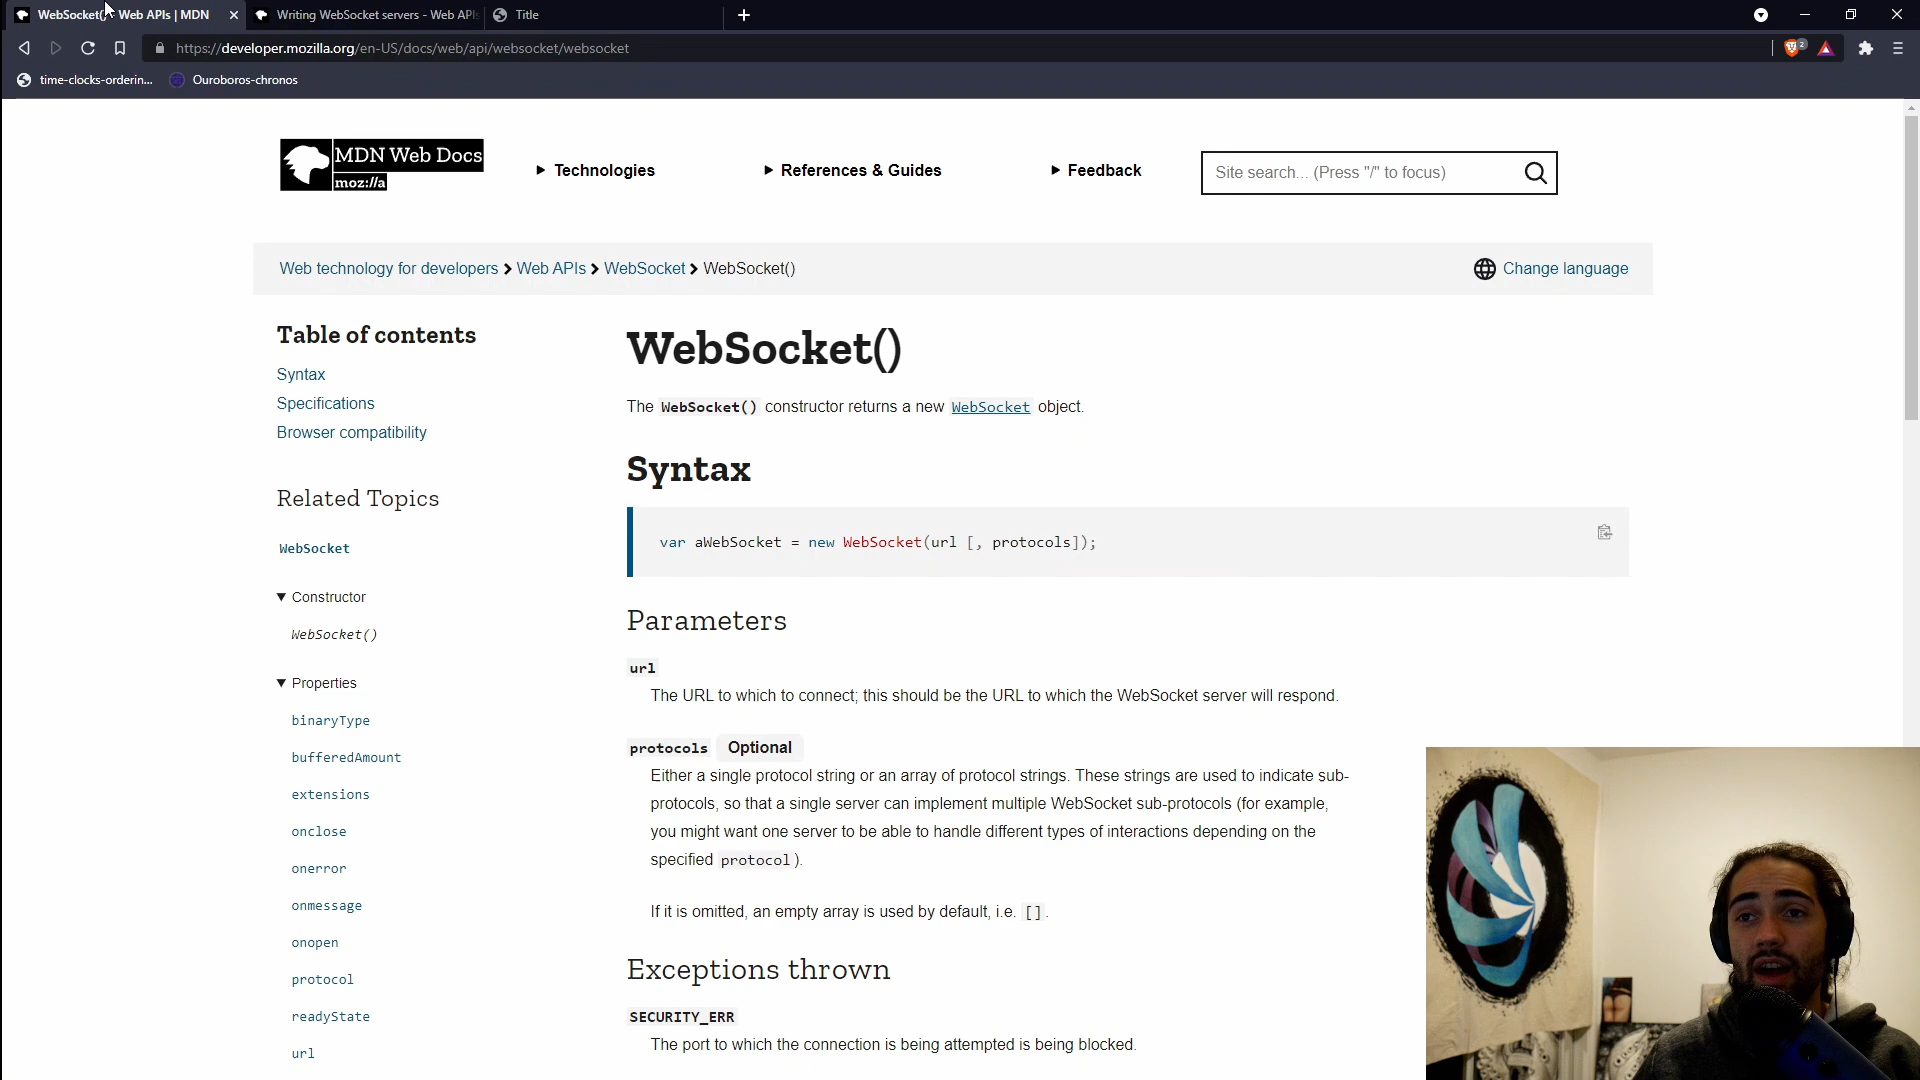 WebSocket() - Web APIs | MDN
Writing WebSocket servers - Web APIs
Title
https://developer.mozilla.org/en-US/docs/web/api/websocket/websocket
2
time-clocks-orderin...
Ouroboros-chronos
MDN Web Docs
moz://a
Technologies
References & Guides
Feedback
Site search... (Press "/" to focus)
Web technology for developers > Web APIs > WebSocket > WebSocket()
Change language
Table of contents
Syntax
Specifications
Browser compatibility
Related Topics
WebSocket
Constructor
WebSocket()
Properties
binaryType
bufferedAmount
extensions
onclose
onerror
onmessage
onopen
protocol
readyState
url
WebSocket()
The WebSocket() constructor returns a new WebSocket object.
Syntax
var aWebSocket = new WebSocket(url [, protocols]);
Parameters
url
The URL to which to connect; this should be the URL to which the WebSocket server will respond.
protocols Optional
Either a single protocol string or an array of protocol strings. These strings are used to indicate sub-
protocols, so that a single server can implement multiple WebSocket sub-protocols (for example,
you might want one server to be able to handle different types of interactions depending on the
specified protocol).
If it is omitted, an empty array is used by default, i.e. [].
Exceptions thrown
SECURITY_ERR
The port to which the connection is being attempted is being blocked.